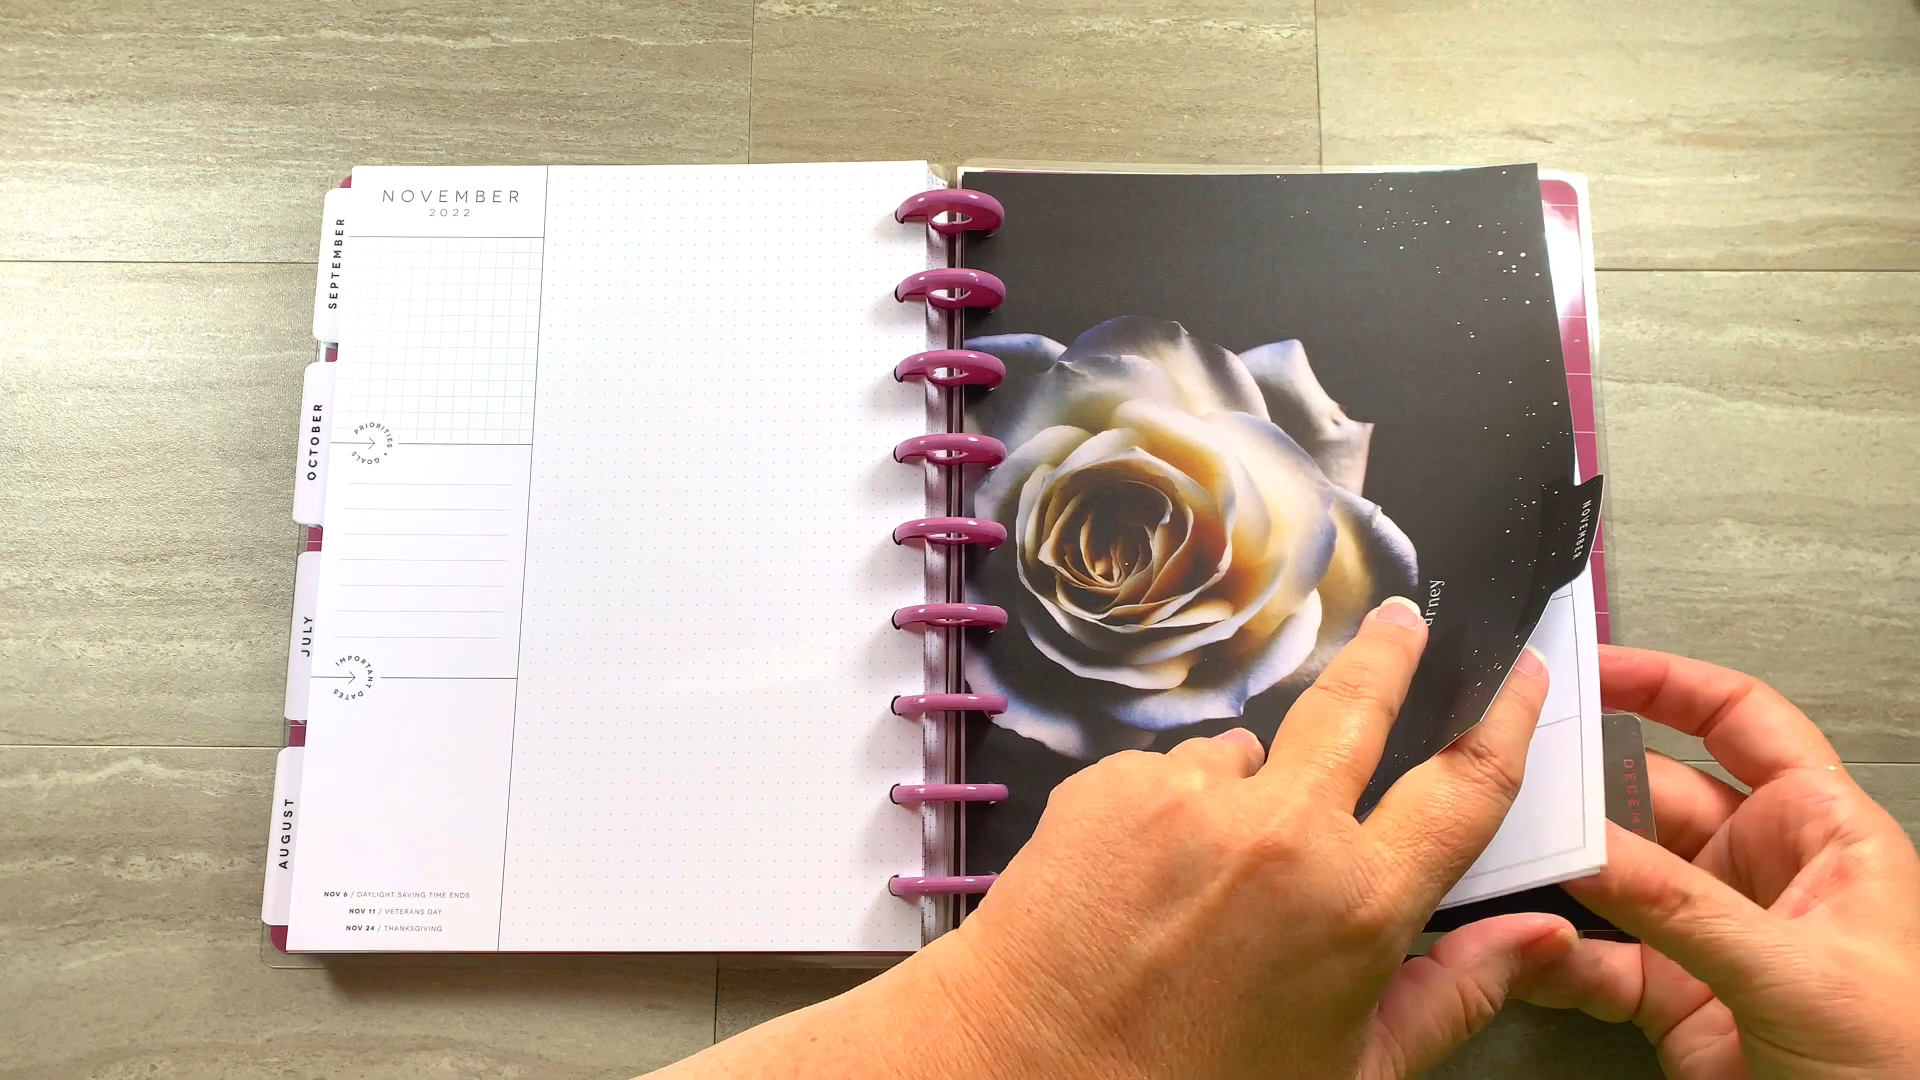 NOVEMBER
2022
SEPTEMBER
OCTOBER
JULY
AUGUST
PRIORITIES + GOALS
IMPORTANT DATES
NOV 6 / DAYLIGHT SAVING TIME ENDS
NOV 11 / VETERANS DAY
NOV 24 / THANKSGIVING
NOVEMBER